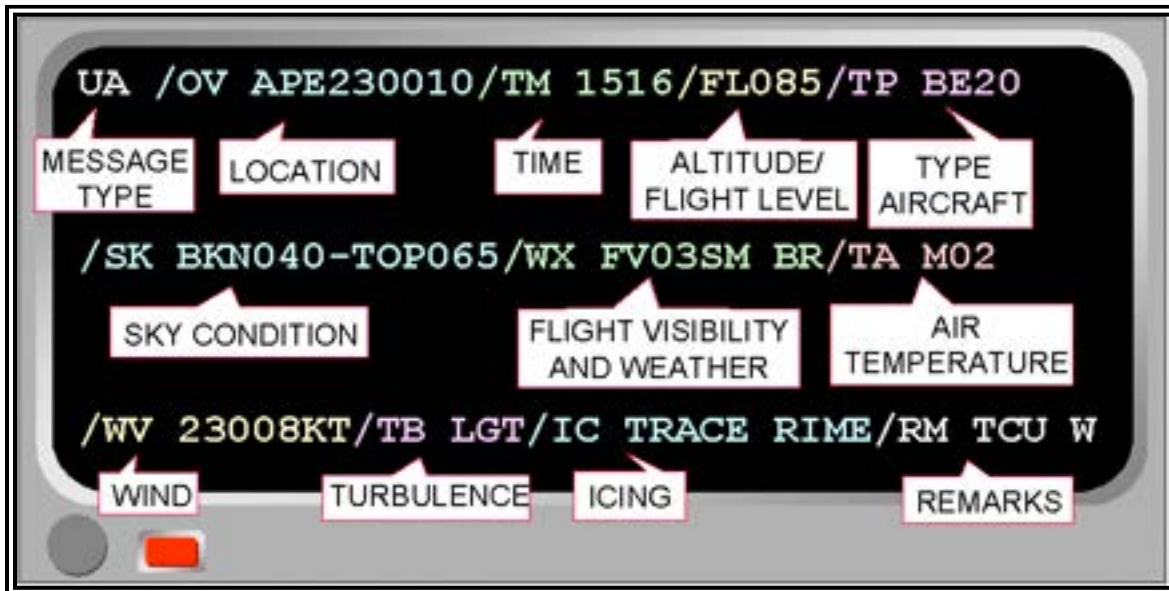 UA /OV APE230010/TM 1516/FL085/TP BE20
MESSAGE
TYPE
LOCATION
TIME
ALTITUDE/
FLIGHT LEVEL
TYPE
AIRCRAFT
/SK BKN040-TOP065/WX FV03SM BR/TA M02
SKY CONDITION
FLIGHT VISIBILITY
AND WEATHER
AIR
TEMPERATURE
/WV 23008KT/TB LGT/IC TRACE RIME/RM TCU W
WIND
TURBULENCE
ICING
REMARKS